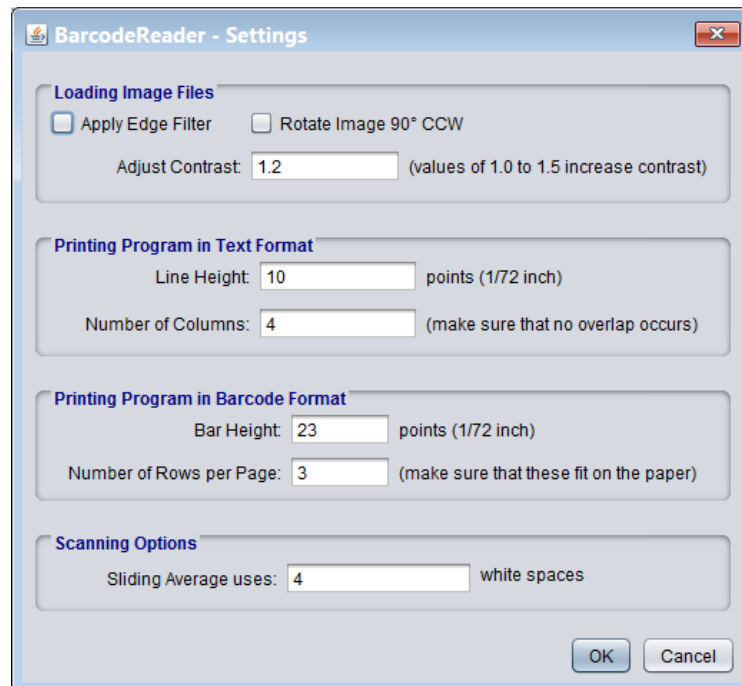 BarcodeReader - Settings
Loading Image Files
Apply Edge Filter Rotate Image 90° CCW
Adjust Contrast: 1.2 (values of 1.0 to 1.5 increase contrast)
Printing Program in Text Format
Line Height: 10 points (1/72 inch)
Number of Columns: 4 (make sure that no overlap occurs)
Printing Program in Barcode Format
Bar Height: 23 points (1/72 inch)
Number of Rows per Page: 3 (make sure that these fit on the paper)
Scanning Options
Sliding Average uses: 4 white spaces
OK Cancel